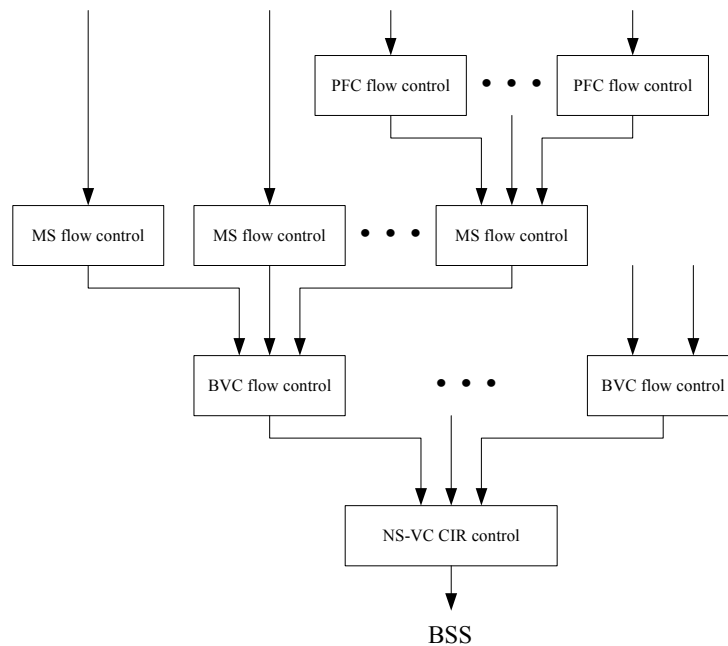 PFC flow control
PFC flow control
MS flow control
MS flow control
MS flow control
BVC flow control
BVC flow control
NS-VC CIR control
BSS